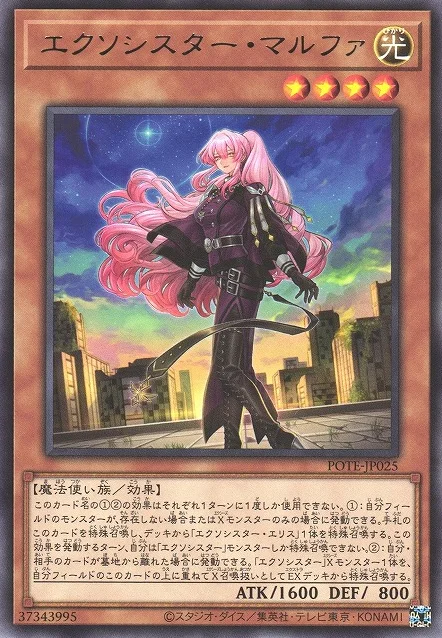 エクソシスター・マルファ
光
POTE-JP025
【魔法使い族/効果】
このカード名の①②の効果はそれぞれ1ターンに1度しか使用できない。①:自分フィ
ールドのモンスターが、存在しない場合またはXモンスターのみの場合に発動できる。手札の
このカードを特殊召喚し、デッキから「エクソシスター・エリス」1体を特殊召喚する。この
効果を発動するターン、自分は「エクソシスター」モンスターしか特殊召喚できない。②:自分・
相手のカードが墓地から離れた場合に発動できる。「エクソシスター」Xモンスター1体を、
自分フィールドのこのカードの上に重ねてX召喚扱いとしてEXデッキから特殊召喚する。
ATK/1600 DEF/ 800
37343995 ©スタジオ・ダイス/集英社・テレビ東京・KONAMI